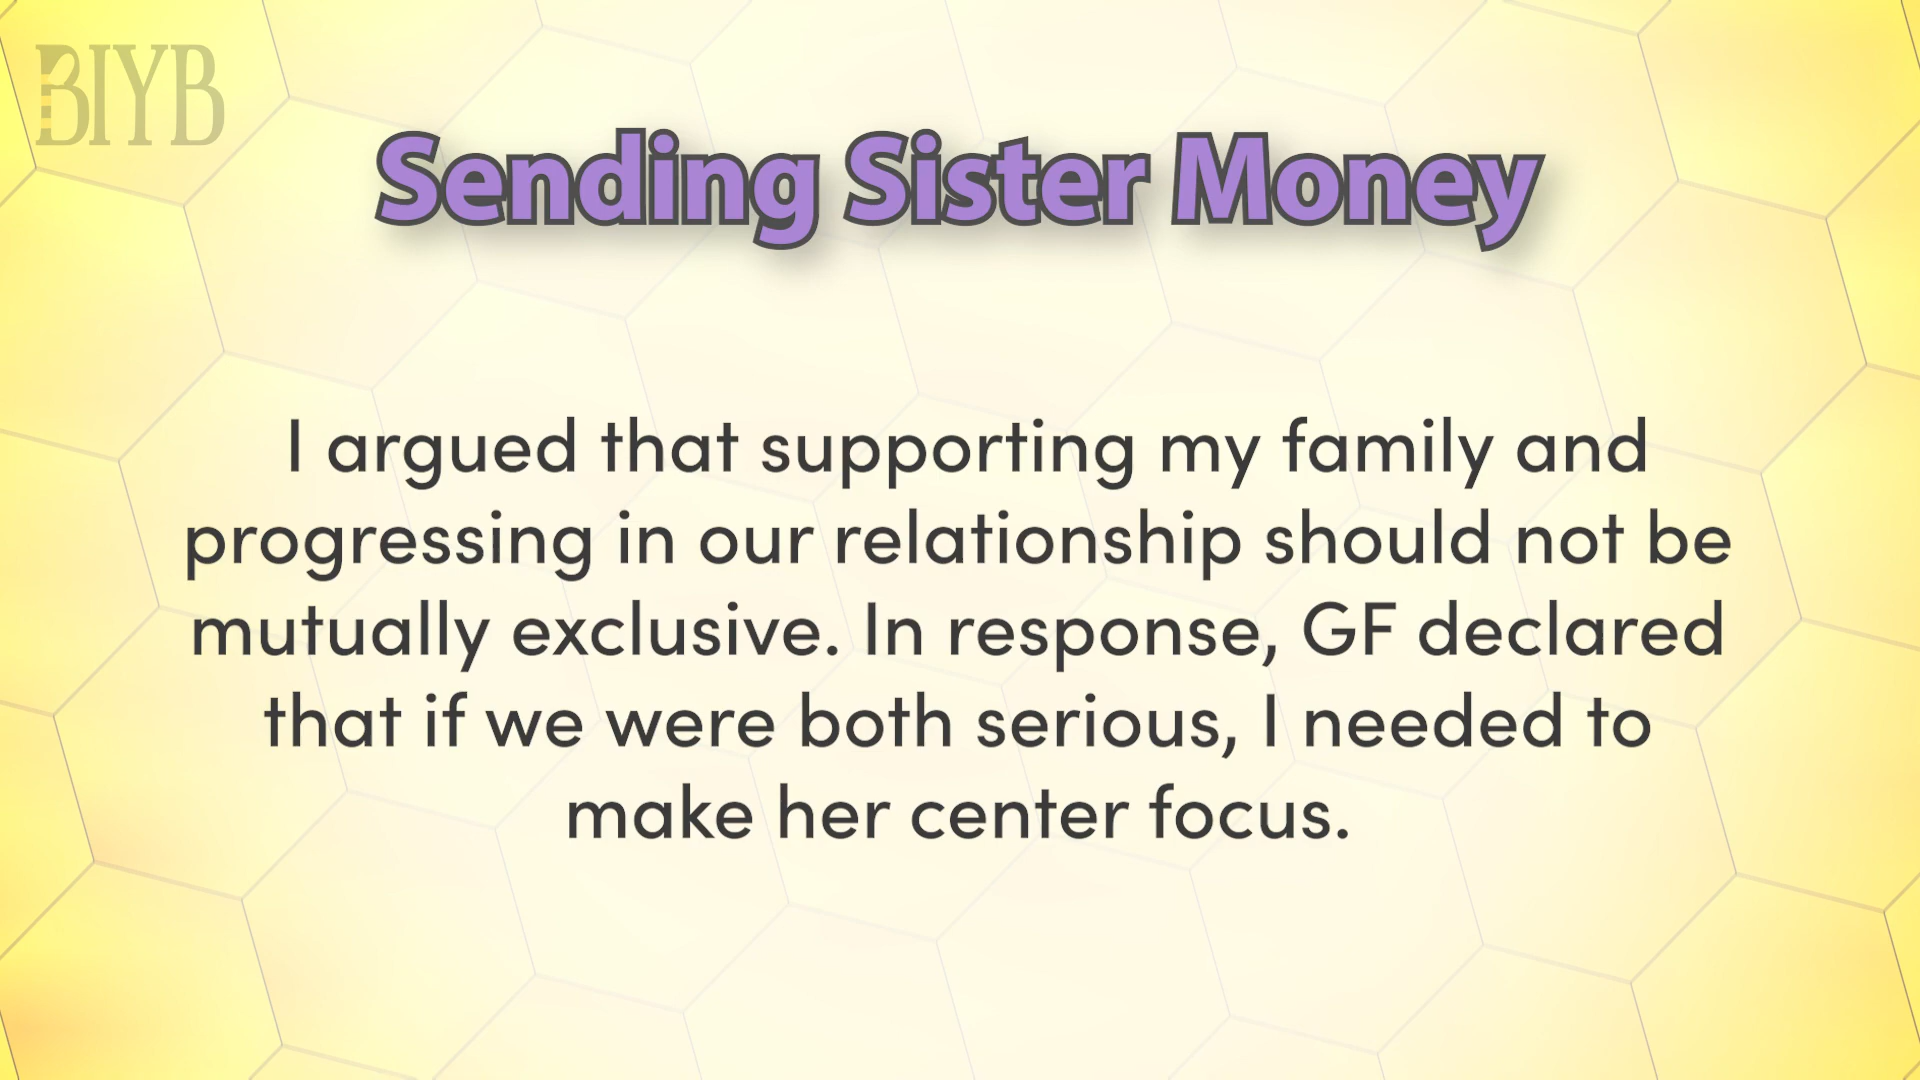 BIYB
Sending Sister Money
I argued that supporting my family and
progressing in our relationship should not be
mutually exclusive. In response, GF declared
that if we were both serious, I needed to
make her center focus.